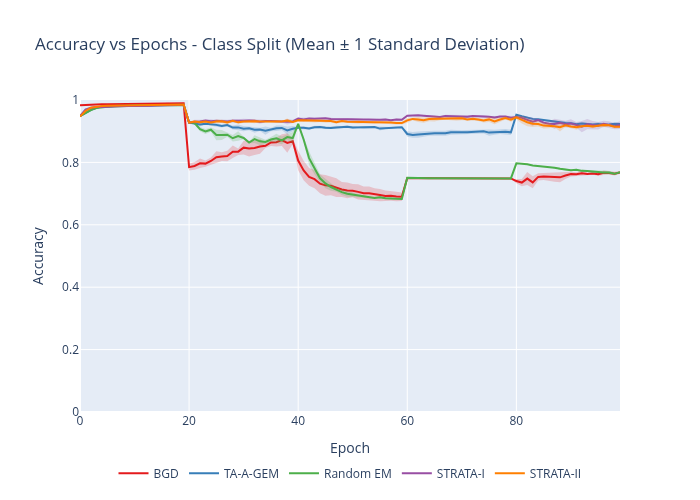 Accuracy vs Epochs - Class Split (Mean ± 1 Standard Deviation)
1
0.8
0.6
0.4
0.2
0
Accuracy
0 20 40 60 80
Epoch
BGD TA-A-GEM Random EM STRATA-I STRATA-II